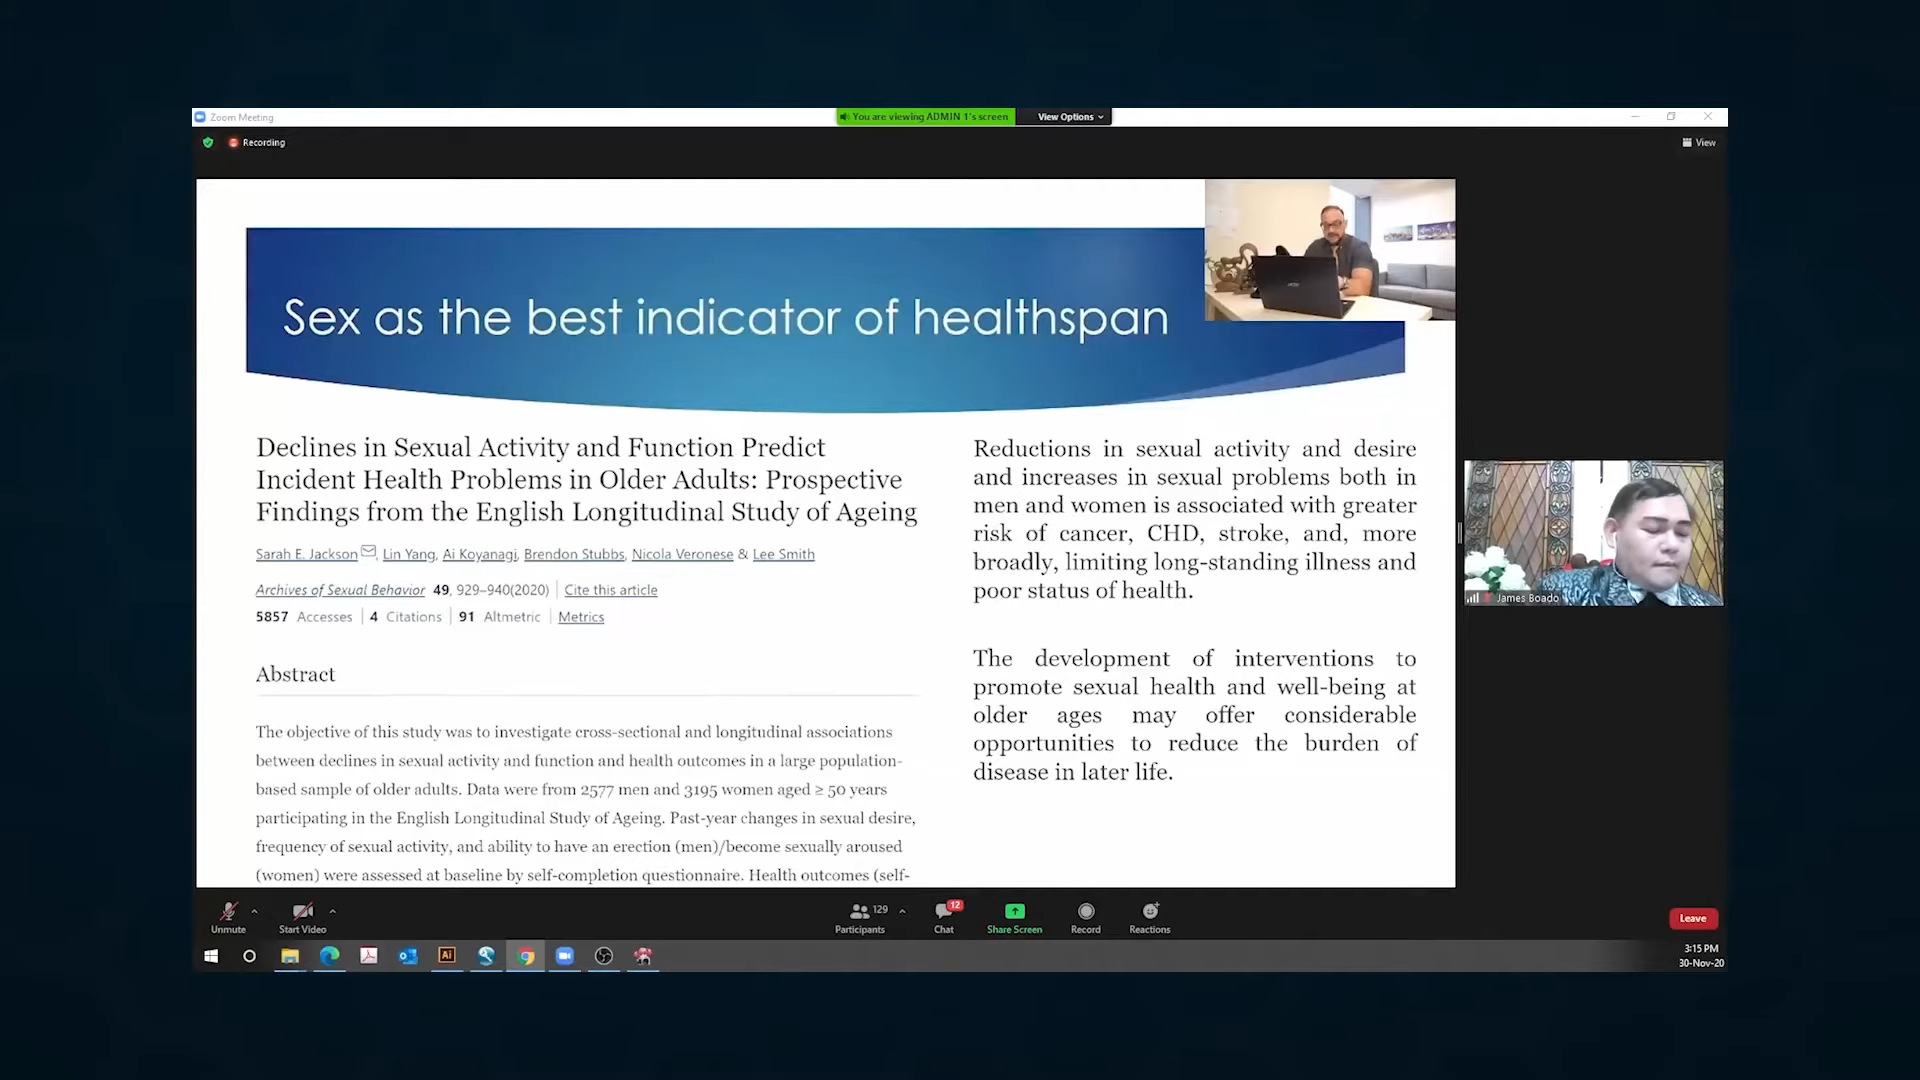 Zoom Meeting
You are viewing ADMIN 1's screen
View Options
Recording
View
Sex as the best indicator of healthspan
Declines in Sexual Activity and Function Predict
Incident Health Problems in Older Adults: Prospective
Findings from the English Longitudinal Study of Ageing
Sarah E. Jackson, Lin Yang, Ai Koyanagi, Brendon Stubbs, Nicola Veronese & Lee Smith
Archives of Sexual Behavior 49, 929–940(2020) Cite this article
5857 Accesses 4 Citations 91 Altmetric Metrics
Abstract
The objective of this study was to investigate cross-sectional and longitudinal associations
between declines in sexual activity and function and health outcomes in a large population-
based sample of older adults. Data were from 2577 men and 3195 women aged ≥ 50 years
participating in the English Longitudinal Study of Ageing. Past-year changes in sexual desire,
frequency of sexual activity, and ability to have an erection (men)/become sexually aroused
(women) were assessed at baseline by self-completion questionnaire. Health outcomes (self-
Reductions in sexual activity and desire
and increases in sexual problems both in
men and women is associated with greater
risk of cancer, CHD, stroke, and, more
broadly, limiting long-standing illness and
poor status of health.
The development of interventions to
promote sexual health and well-being at
older ages may offer considerable
opportunities to reduce the burden of
disease in later life.
James Boado
Unmute
Start Video
129
Participants
12
Chat
Share Screen
Record
Reactions
Leave
Ai
3:15 PM
30-Nov-20